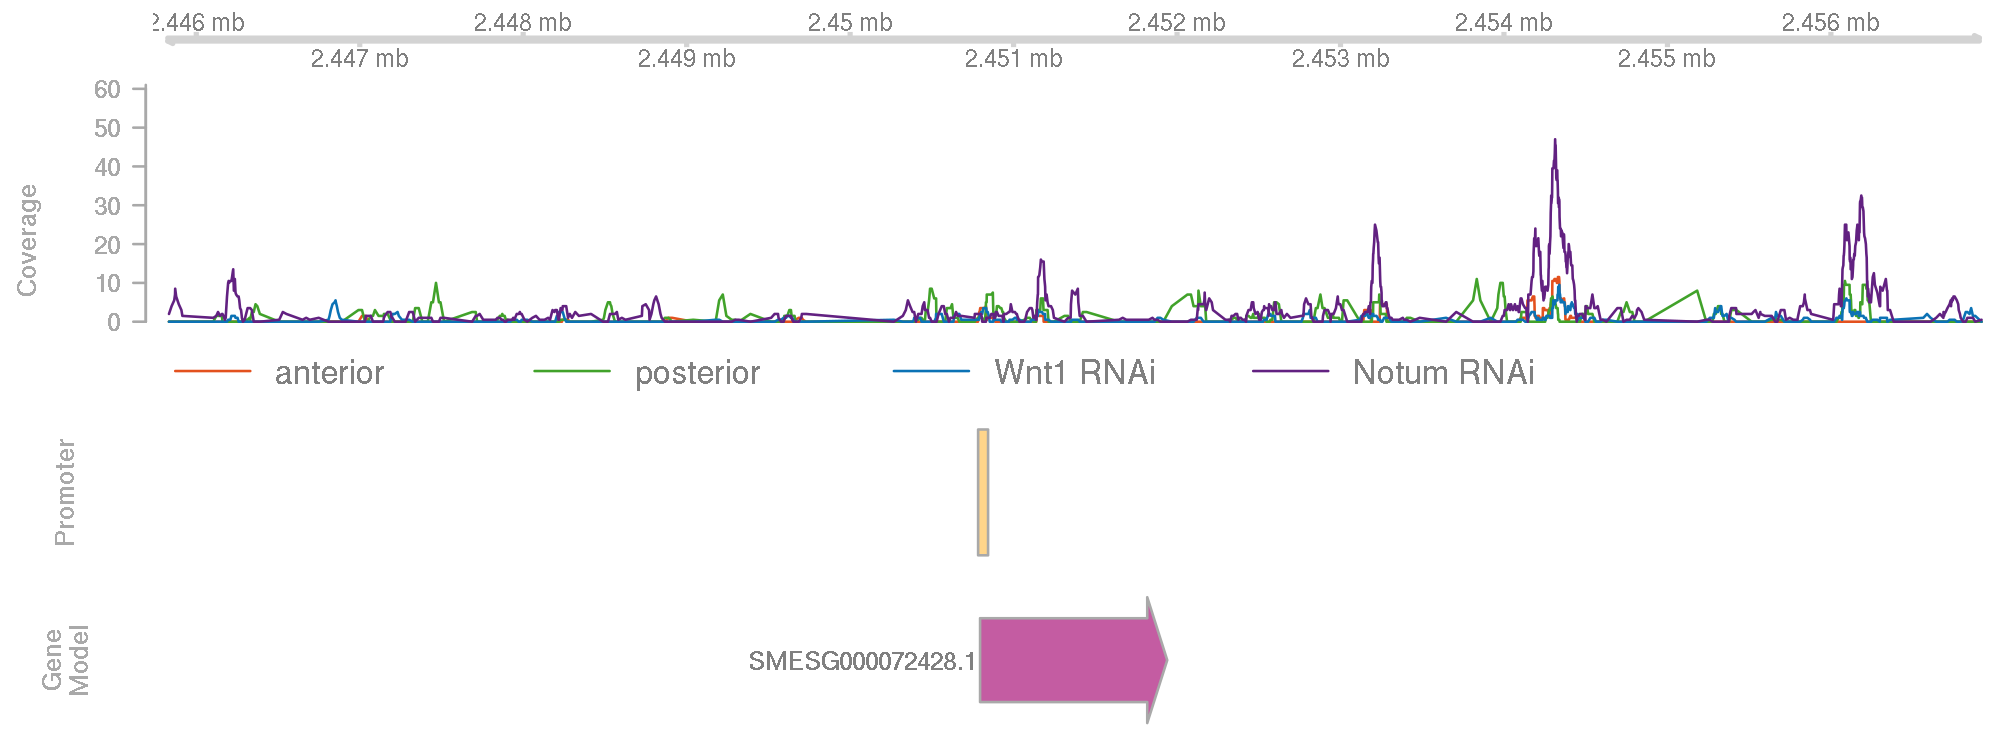 2.446 mb 2.448 mb 2.45 mb 2.452 mb 2.454 mb 2.456 mb
2.447 mb 2.449 mb 2.451 mb 2.453 mb 2.455 mb
60
50
40
30
20
10
0
Coverage
anterior posterior Wnt1 RNAi Notum RNAi
Promoter
Gene
Model
SMESG000072428.1